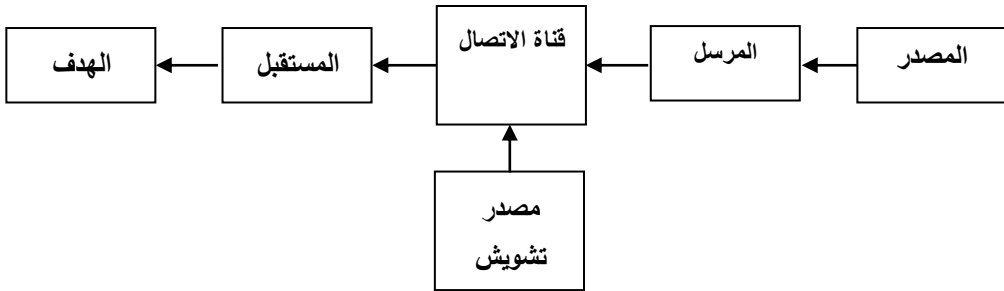 المصدر
المرسل
قناة الاتصال
المستقبل
الهدف
مصدر
تشويش